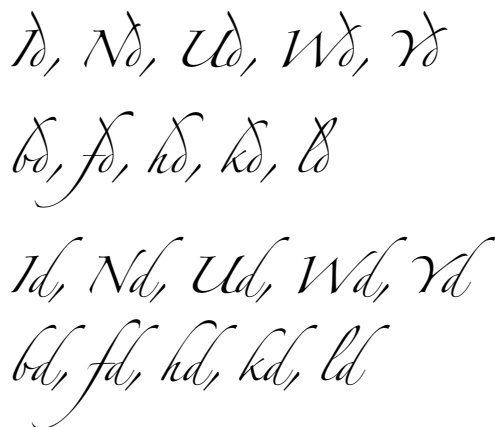 Id, Nd, Ud, Wd, Yd
bd, fd, hd, kd, ld
Id, Nd, Ud, Wd, Yd
bd, fd, hd, kd, ld